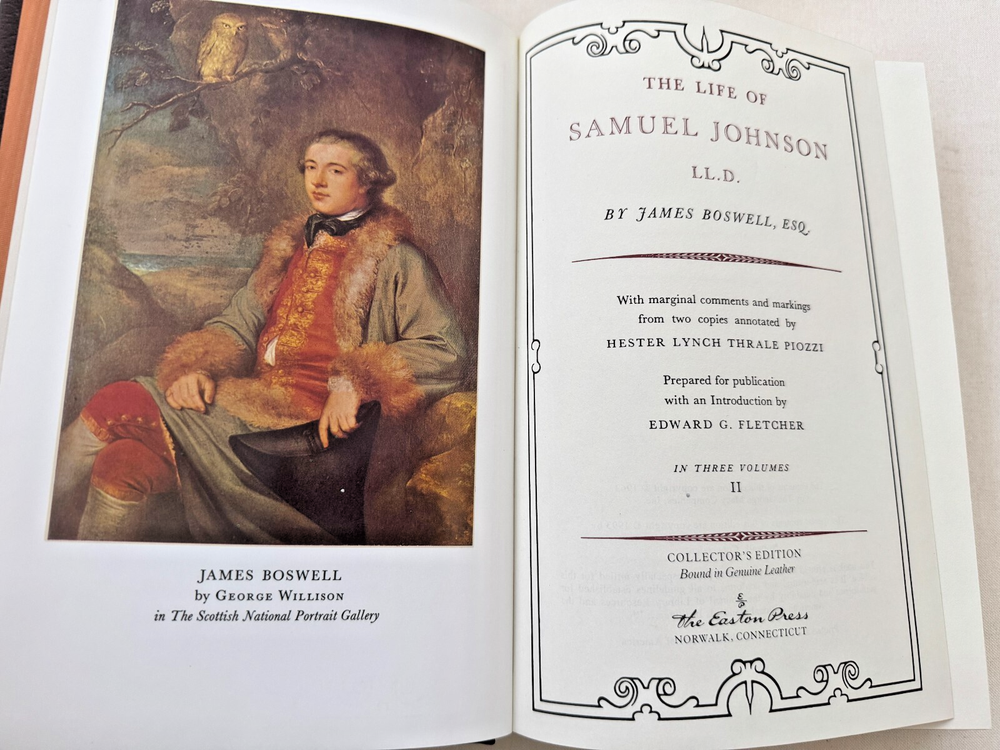 JAMES BOSWELL
by GEORGE WILLISON
in The Scottish National Portrait Gallery
THE LIFE OF
SAMUEL JOHNSON
LL.D.
BY JAMES BOSWELL, ESQ.
With marginal comments and markings
from two copies annotated by
HESTER LYNCH THRALE PIOZZI
Prepared for publication
with an Introduction by
EDWARD G. FLETCHER
IN THREE VOLUMES
II
COLLECTOR'S EDITION
Bound in Genuine Leather
The Easton Press
NORWALK, CONNECTICUT